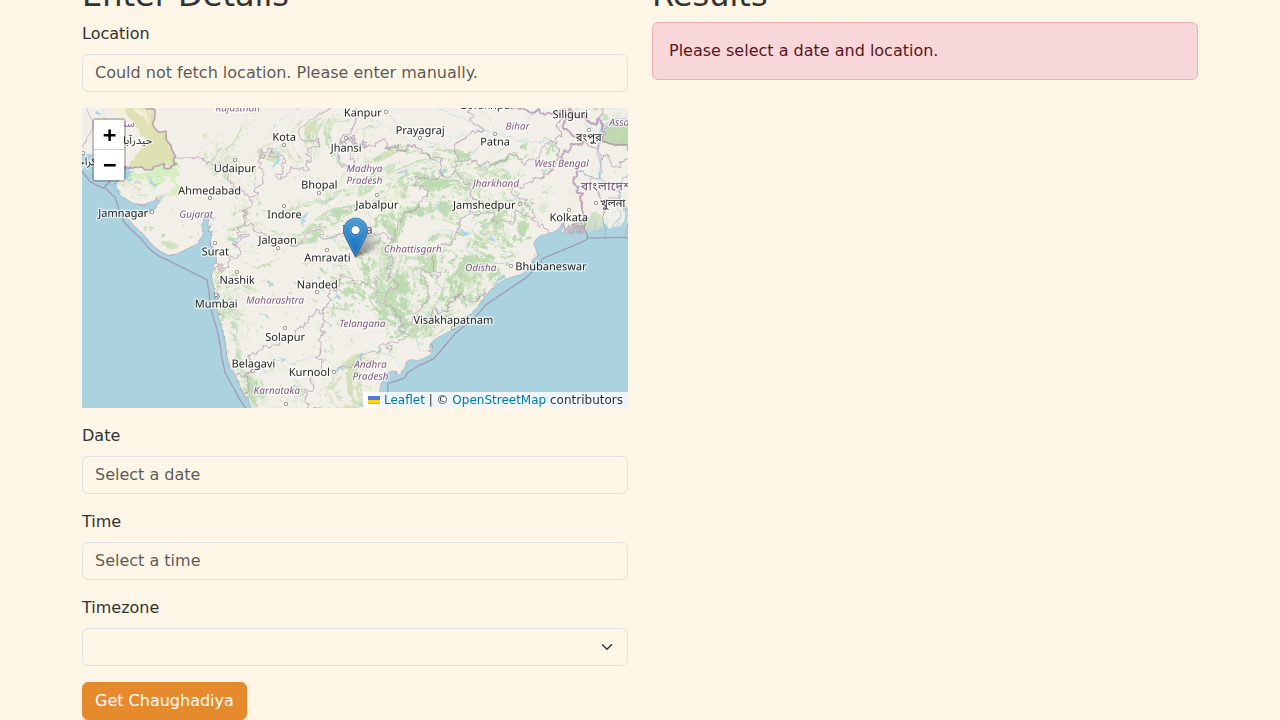 Enter Details
Location
Could not fetch location. Please enter manually.
+
−
Rajasthan
Kanpur
Siliguri
Kota
Prayagraj
Bihar
Jhansi
Patna
রংপুর
Udaipur
Madhya
Pradesh
West Bengal
Ahmedabad
Bhopal
Jharkhand
Jamnagar
Gujarat
Indore
Jabalpur
Jamshedpur
Kolkata
খুলনা
Surat
Jalgaon
Amravati
Chhattisgarh
Nashik
Nanded
Odisha
Bhubaneswar
Mumbai
Maharashtra
Solapur
Telangana
Visakhapatnam
Belagavi
Kurnool
Andhra
Pradesh
Karnataka
Leaflet | © OpenStreetMap contributors
Date
Select a date
Time
Select a time
Timezone
Get Chaughadiya
Results
Please select a date and location.